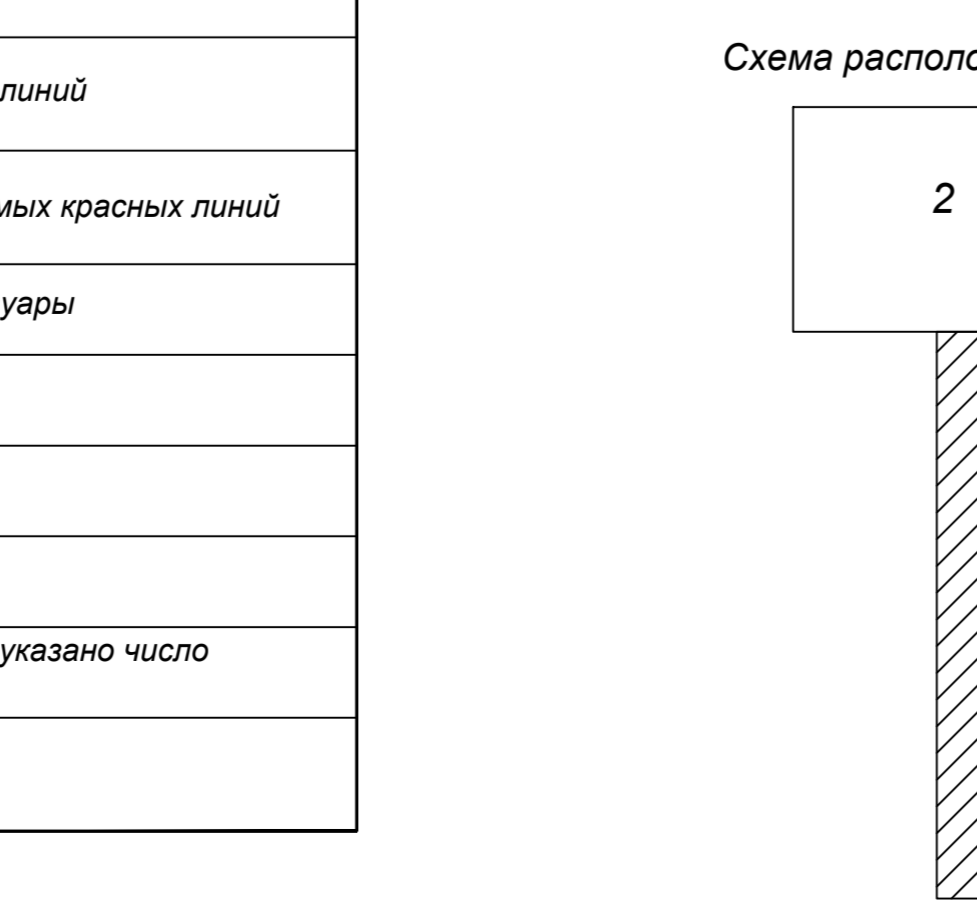 линий
мых красных линий
уары
указано число
Схема располо
2